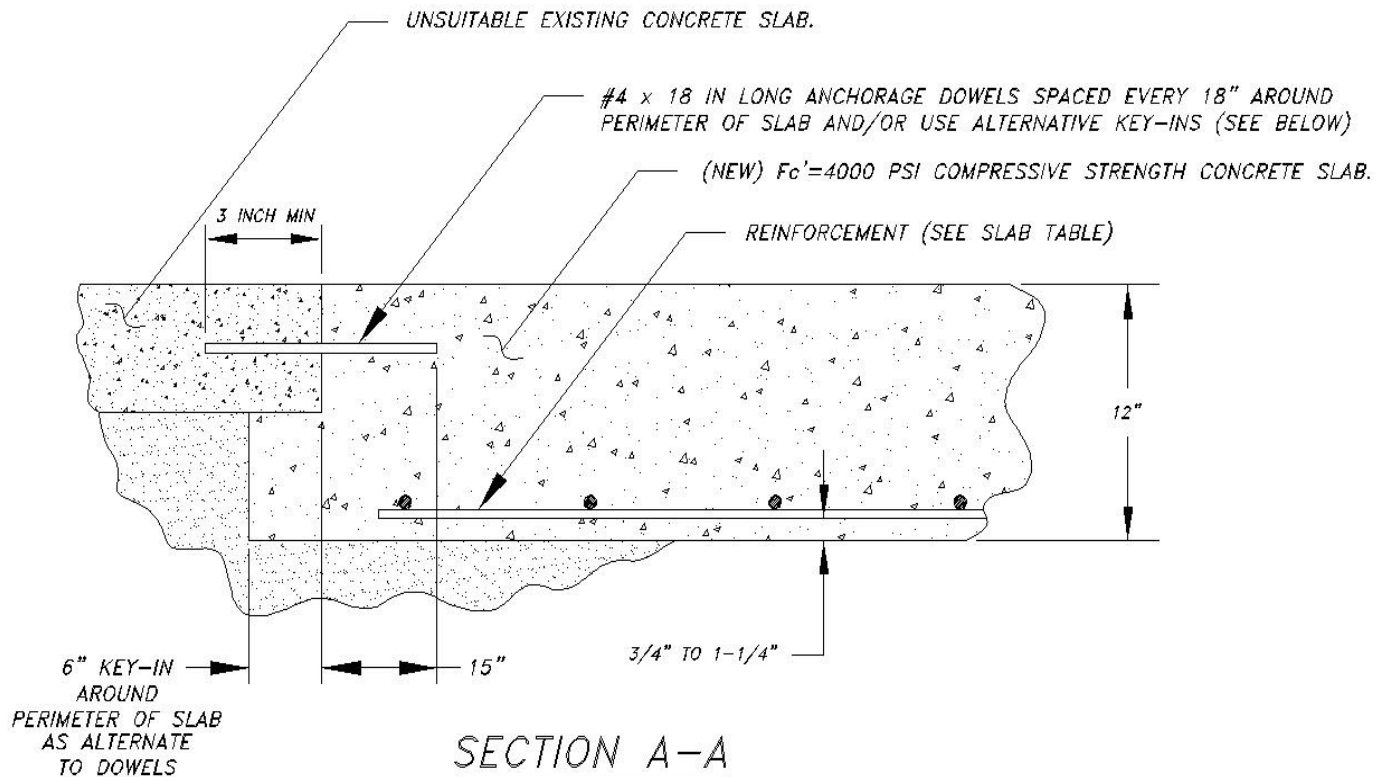 UNSUITABLE EXISTING CONCRETE SLAB.
#4 x 18 IN LONG ANCHORAGE DOWELS SPACED EVERY 18" AROUND
PERIMETER OF SLAB AND/OR USE ALTERNATIVE KEY-INS (SEE BELOW)
(NEW) Fc'=4000 PSI COMPRESSIVE STRENGTH CONCRETE SLAB.
3 INCH MIN
REINFORCEMENT (SEE SLAB TABLE)
12"
6" KEY-IN
AROUND
PERIMETER OF SLAB
AS ALTERNATE
TO DOWELS
15"
3/4" TO 1-1/4"
SECTION A-A